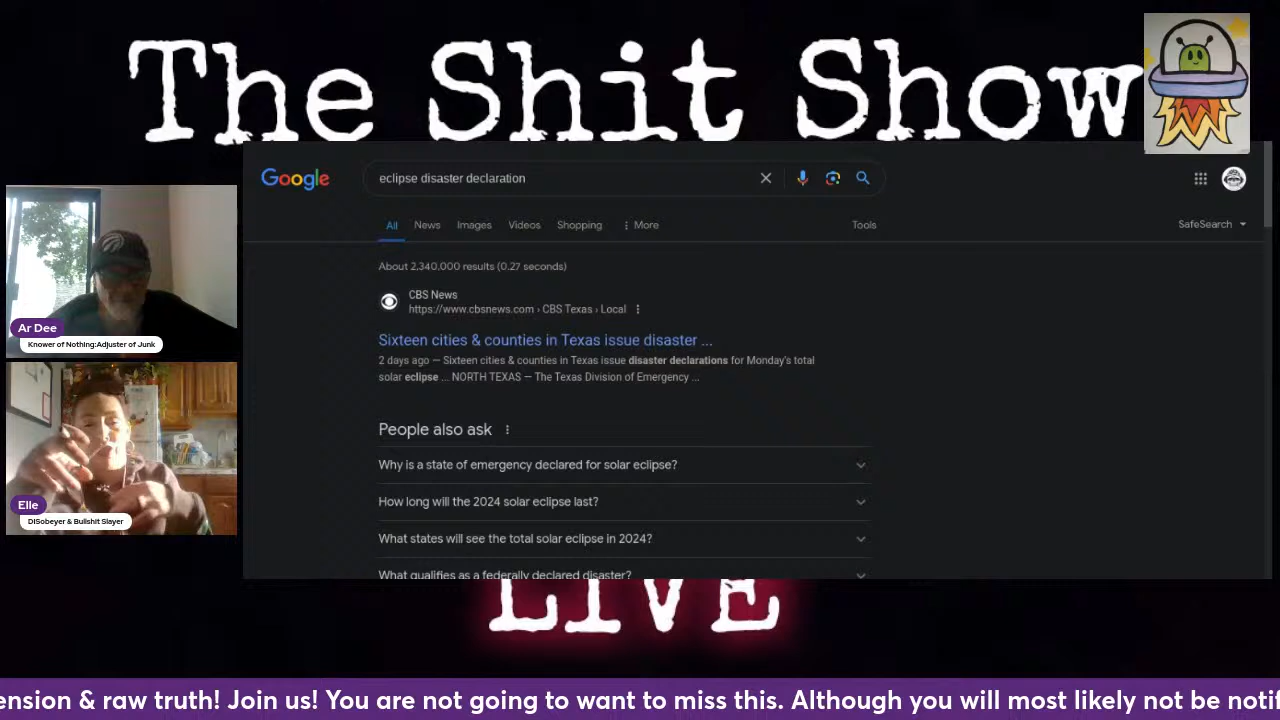 The Shit Show
Google
eclipse disaster declaration
All
News
Images
Videos
Shopping
More
Tools
SafeSearch
About 2,340,000 results (0.27 seconds)
CBS News
https://www.cbsnews.com › CBS Texas › Local
Sixteen cities & counties in Texas issue disaster ...
2 days ago — Sixteen cities & counties in Texas issue disaster declarations for Monday's total
solar eclipse ... NORTH TEXAS — The Texas Division of Emergency ...
People also ask
Why is a state of emergency declared for solar eclipse?
How long will the 2024 solar eclipse last?
What states will see the total solar eclipse in 2024?
What qualifies as a federally declared disaster?
Ar Dee
Knower of Nothing:Adjuster of Junk
Elle
DISobeyer & Bullshit Slayer
LIVE
ension & raw truth! Join us! You are not going to want to miss this. Although you will most likely not be notif